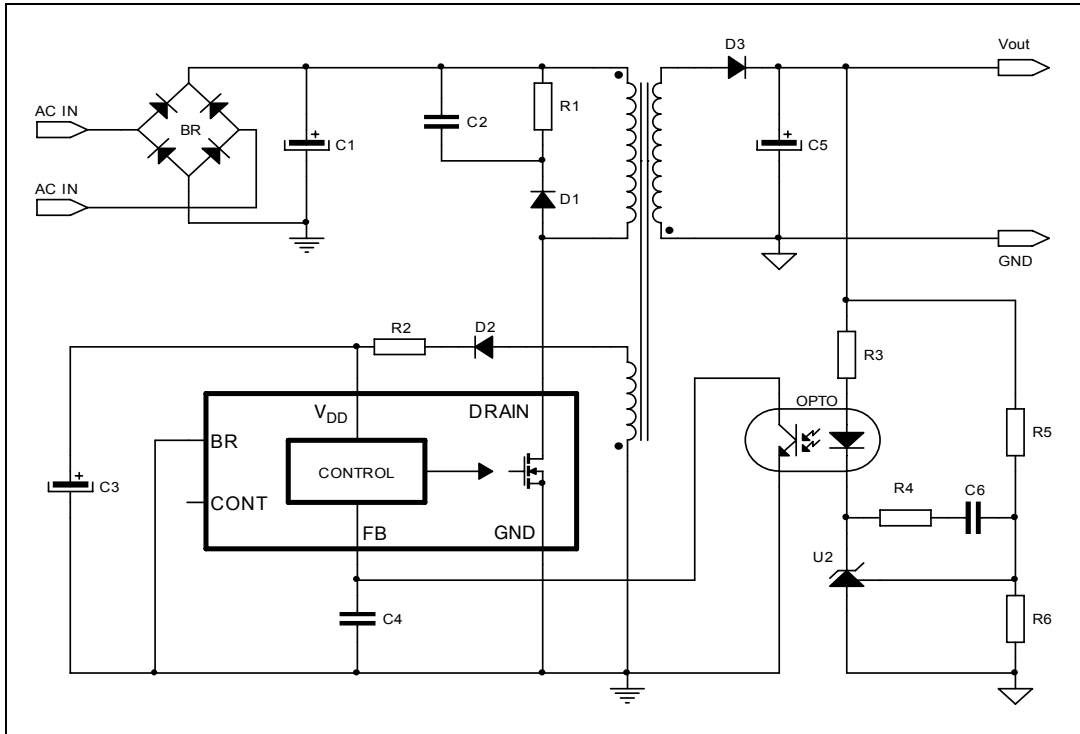 D3
Vout
AC IN
BR
+
C1
C2
R1
+
C5
AC IN
D1
GND
R2
D2
R3
OPTO
V_DD
DRAIN
BR
R5
+
C3
CONTROL
CONT
R4
C6
FB
GND
U2
C4
R6